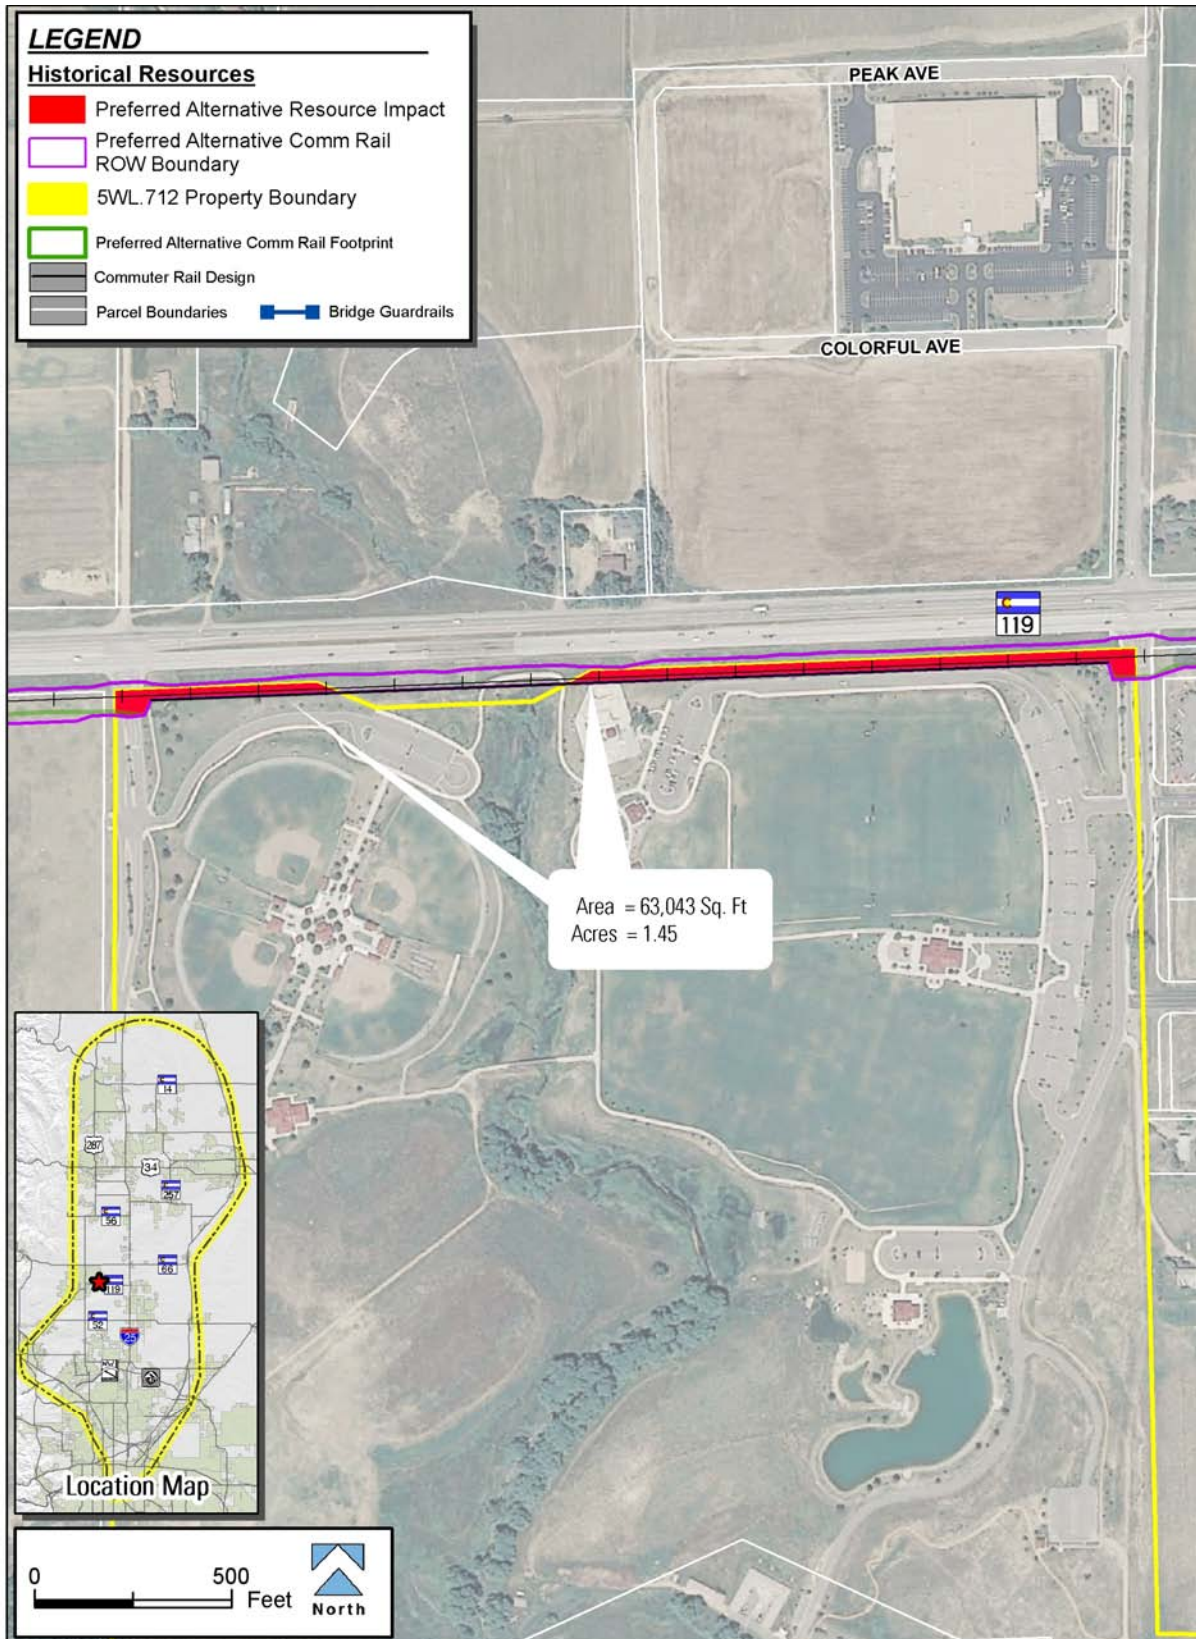 LEGEND
Historical Resources
Preferred Alternative Resource Impact
Preferred Alternative Comm Rail
ROW Boundary
5WL.712 Property Boundary
Preferred Alternative Comm Rail Footprint
Commuter Rail Design
Parcel Boundaries
Bridge Guardrails
PEAK AVE
COLORFUL AVE
119
Area = 63,043 Sq. Ft
Acres = 1.45
14
287
34
257
56
66
119
52
25
Location Map
0
500
Feet
North